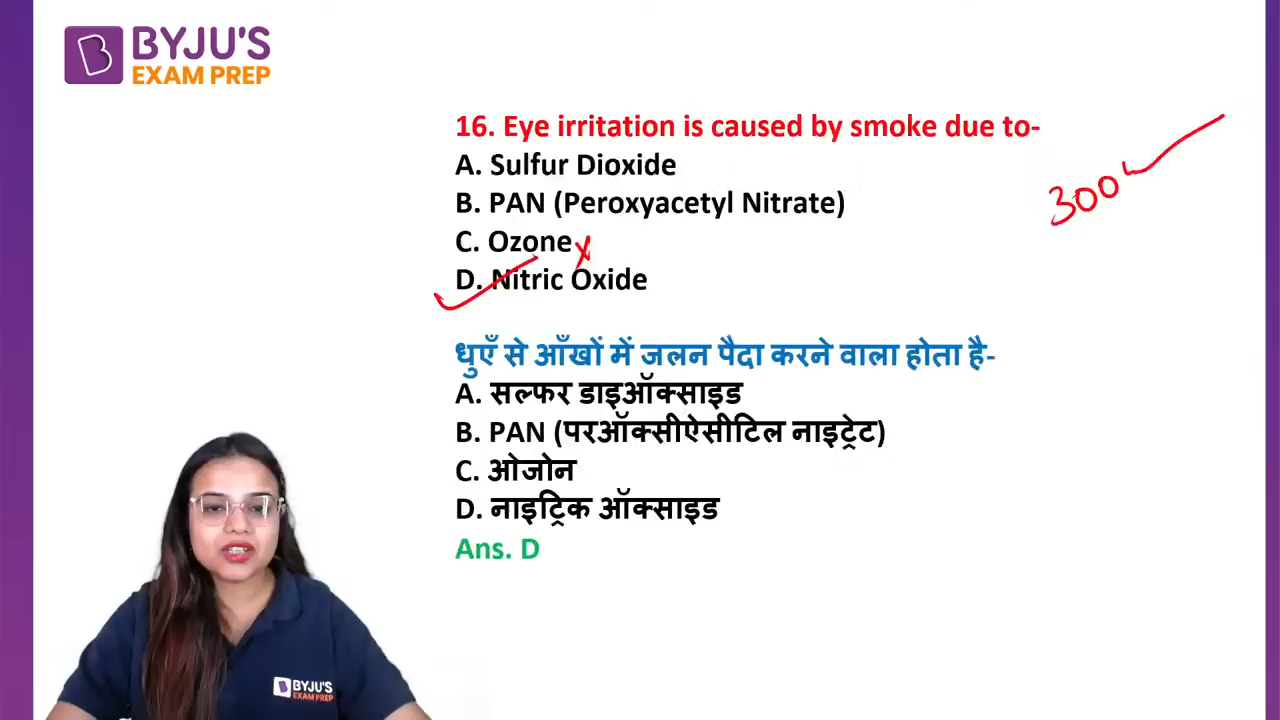 BYJU'S
EXAM PREP
16. Eye irritation is caused by smoke due to-
A. Sulfur Dioxide
B. PAN (Peroxyacetyl Nitrate)
300
C. Ozone
D. Nitric Oxide
धुएँ से आँखों में जलन पैदा करने वाला होता है-
A. सल्फर डाइऑक्साइड
B. PAN (परऑक्सीऐसीटिल नाइट्रेट)
C. ओजोन
D. नाइट्रिक ऑक्साइड
Ans. D
BYJU'S
EXAM PREP